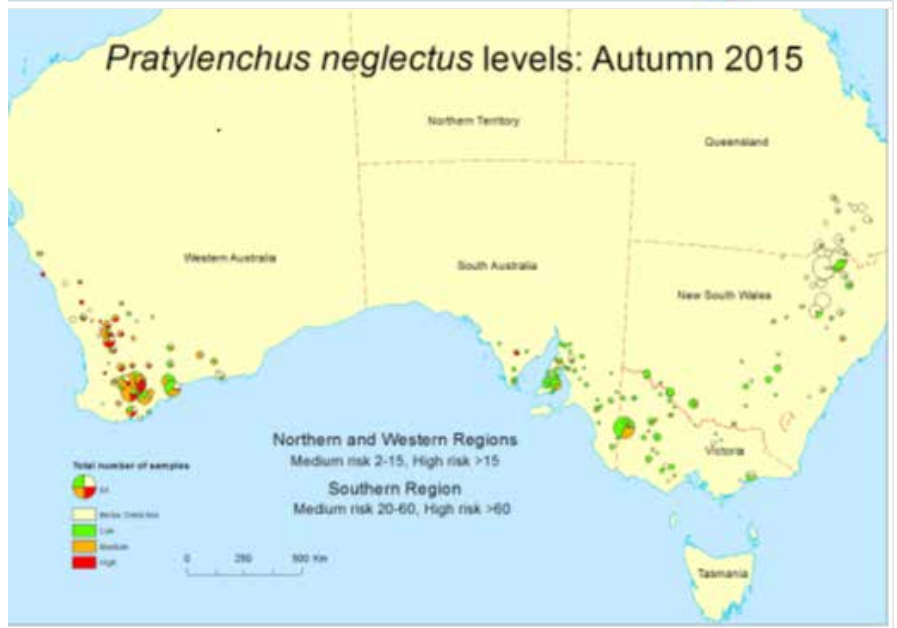 Pratylenchus neglectus levels: Autumn 2015
Northern Territory
Queensland
Western Australia
South Australia
New South Wales
Victoria
Northern and Western Regions
Medium risk 2-15, High risk >15
Southern Region
Medium risk 20-60, High risk >60
Total number of samples
Low
Medium
High
0 250 500 Km
Tasmania